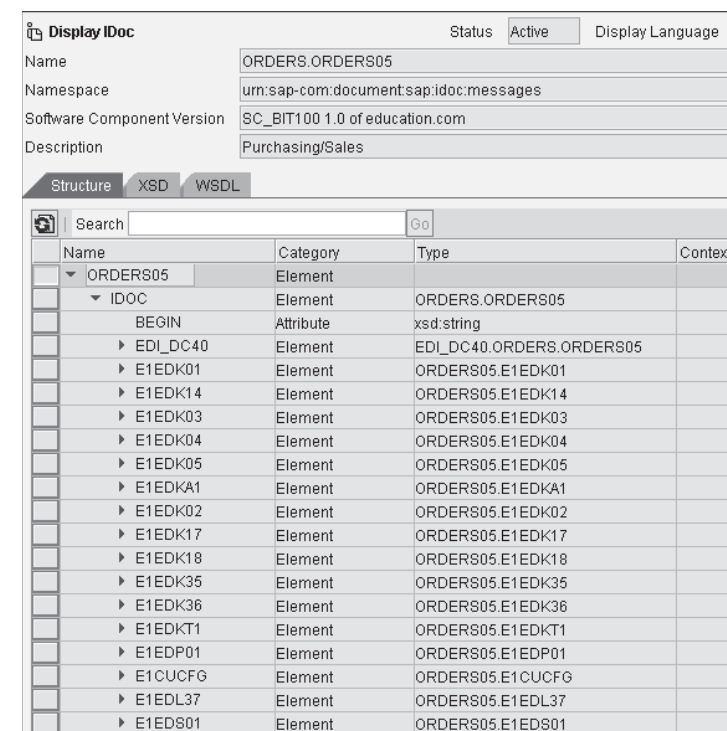 Display IDoc Status Active Display Language
Name ORDERS.ORDERS05
Namespace urn:sap-com:document:sap:idoc:messages
Software Component Version SC_BIT100 1.0 of education.com
Description Purchasing/Sales
Structure XSD WSDL
Search Go
Name Category Type Contex
ORDERS05 Element
IDOC Element ORDERS.ORDERS05
BEGIN Attribute xsd:string
EDI_DC40 Element EDI_DC40.ORDERS.ORDERS05
E1EDK01 Element ORDERS05.E1EDK01
E1EDK14 Element ORDERS05.E1EDK14
E1EDK03 Element ORDERS05.E1EDK03
E1EDK04 Element ORDERS05.E1EDK04
E1EDK05 Element ORDERS05.E1EDK05
E1EDKA1 Element ORDERS05.E1EDKA1
E1EDK02 Element ORDERS05.E1EDK02
E1EDK17 Element ORDERS05.E1EDK17
E1EDK18 Element ORDERS05.E1EDK18
E1EDK35 Element ORDERS05.E1EDK35
E1EDK36 Element ORDERS05.E1EDK36
E1EDKT1 Element ORDERS05.E1EDKT1
E1EDP01 Element ORDERS05.E1EDP01
E1CUCFG Element ORDERS05.E1CUCFG
E1EDL37 Element ORDERS05.E1EDL37
E1EDS01 Element ORDERS05.E1EDS01